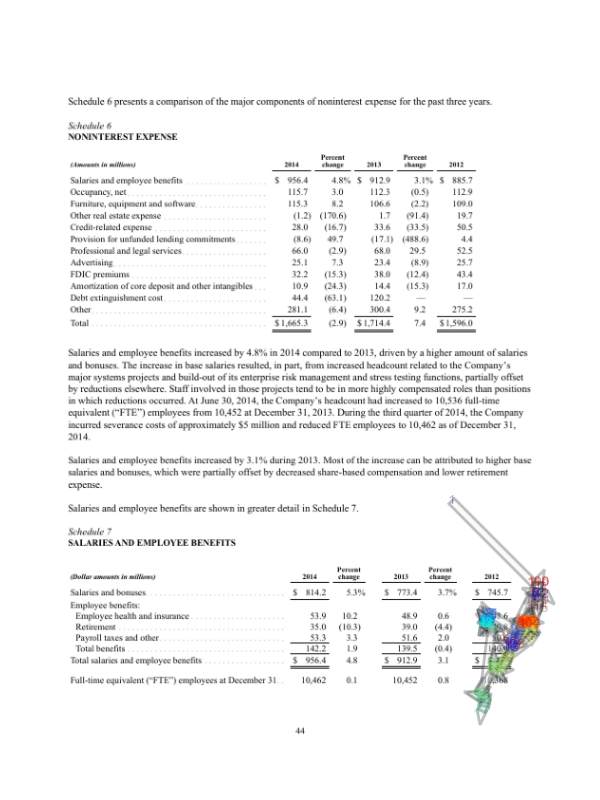 Schedule 6 presents a comparison of the major components of noninterest expense for the past three years.
Schedule 6
NONINTEREST EXPENSE
(Amounts in millions) 2014 Percent change 2013 Percent change 2012
Salaries and employee benefits $ 956.4 4.8% $ 912.9 3.1% $ 885.7
Occupancy, net 115.7 3.0 112.3 (0.5) 112.9
Furniture, equipment and software 115.3 8.2 106.6 (2.2) 109.0
Other real estate expense (1.2) (170.6) 1.7 (91.4) 19.7
Credit-related expense 28.0 (16.7) 33.6 (33.5) 50.5
Provision for unfunded lending commitments (8.6) 49.7 (17.1) (488.6) 4.4
Professional and legal services 66.0 (2.9) 68.0 29.5 52.5
Advertising 25.1 7.3 23.4 (8.9) 25.7
FDIC premiums 32.2 (15.3) 38.0 (12.4) 43.4
Amortization of core deposit and other intangibles 10.9 (24.3) 14.4 (15.3) 17.0
Debt extinguishment cost 44.4 (63.1) 120.2 — —
Other 281.1 (6.4) 300.4 9.2 275.2
Total $1,665.3 (2.9) $1,714.4 7.4 $1,596.0
Salaries and employee benefits increased by 4.8% in 2014 compared to 2013, driven by a higher amount of salaries
and bonuses. The increase in base salaries resulted, in part, from increased headcount related to the Company's
major systems projects and build-out of its enterprise risk management and stress testing functions, partially offset
by reductions elsewhere. Staff involved in those projects tend to be in more highly compensated roles than positions
in which reductions occurred. At June 30, 2014, the Company's headcount had increased to 10,536 full-time
equivalent ("FTE") employees from 10,452 at December 31, 2013. During the third quarter of 2014, the Company
incurred severance costs of approximately $5 million and reduced FTE employees to 10,462 as of December 31,
2014.
Salaries and employee benefits increased by 3.1% during 2013. Most of the increase can be attributed to higher base
salaries and bonuses, which were partially offset by decreased share-based compensation and lower retirement
expense.
Salaries and employee benefits are shown in greater detail in Schedule 7.
Schedule 7
SALARIES AND EMPLOYEE BENEFITS
(Dollar amounts in millions) 2014 Percent change 2013 Percent change 2012
Salaries and bonuses $ 814.2 5.3% $ 773.4 3.7% $ 745.7
Employee benefits:
Employee health and insurance 53.9 10.2 48.9 0.6
Retirement 35.0 (10.3) 39.0 (4.4)
Payroll taxes and other 53.3 3.3 51.6 2.0
Total benefits 142.2 1.9 139.5 (0.4)
Total salaries and employee benefits $ 956.4 4.8 $ 912.9 3.1 $
Full-time equivalent ("FTE") employees at December 31 10,462 0.1 10,452 0.8
44